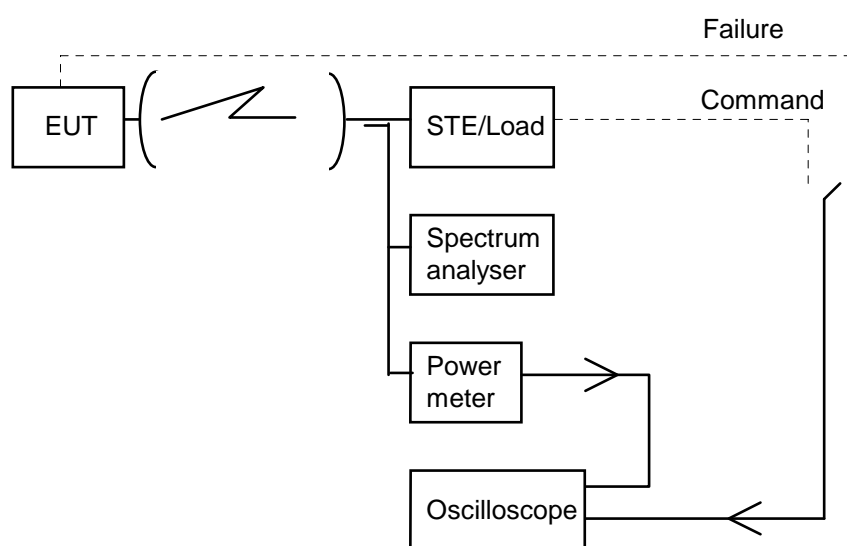 Failure
Command
EUT
STE/Load
Spectrum
analyser
Power
meter
Oscilloscope